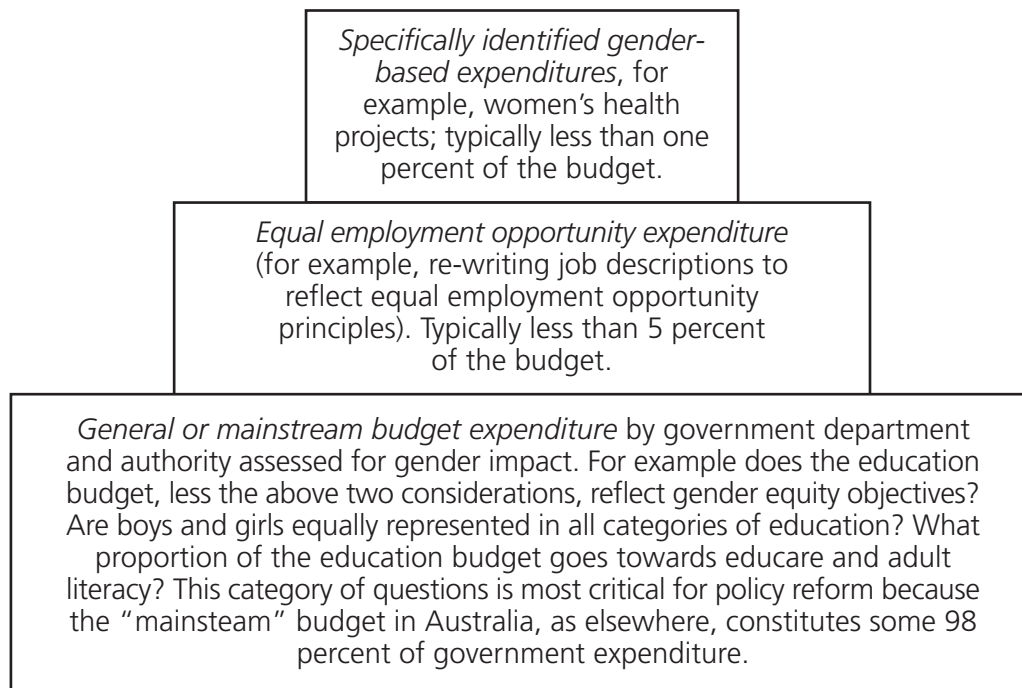 Specifically identified gender-
based expenditures, for
example, women’s health
projects; typically less than one
percent of the budget.
Equal employment opportunity expenditure
(for example, re-writing job descriptions to
reflect equal employment opportunity
principles). Typically less than 5 percent
of the budget.
General or mainstream budget expenditure by government department
and authority assessed for gender impact. For example does the education
budget, less the above two considerations, reflect gender equity objectives?
Are boys and girls equally represented in all categories of education? What
proportion of the education budget goes towards educare and adult
literacy? This category of questions is most critical for policy reform because
the “mainsteam” budget in Australia, as elsewhere, constitutes some 98
percent of government expenditure.